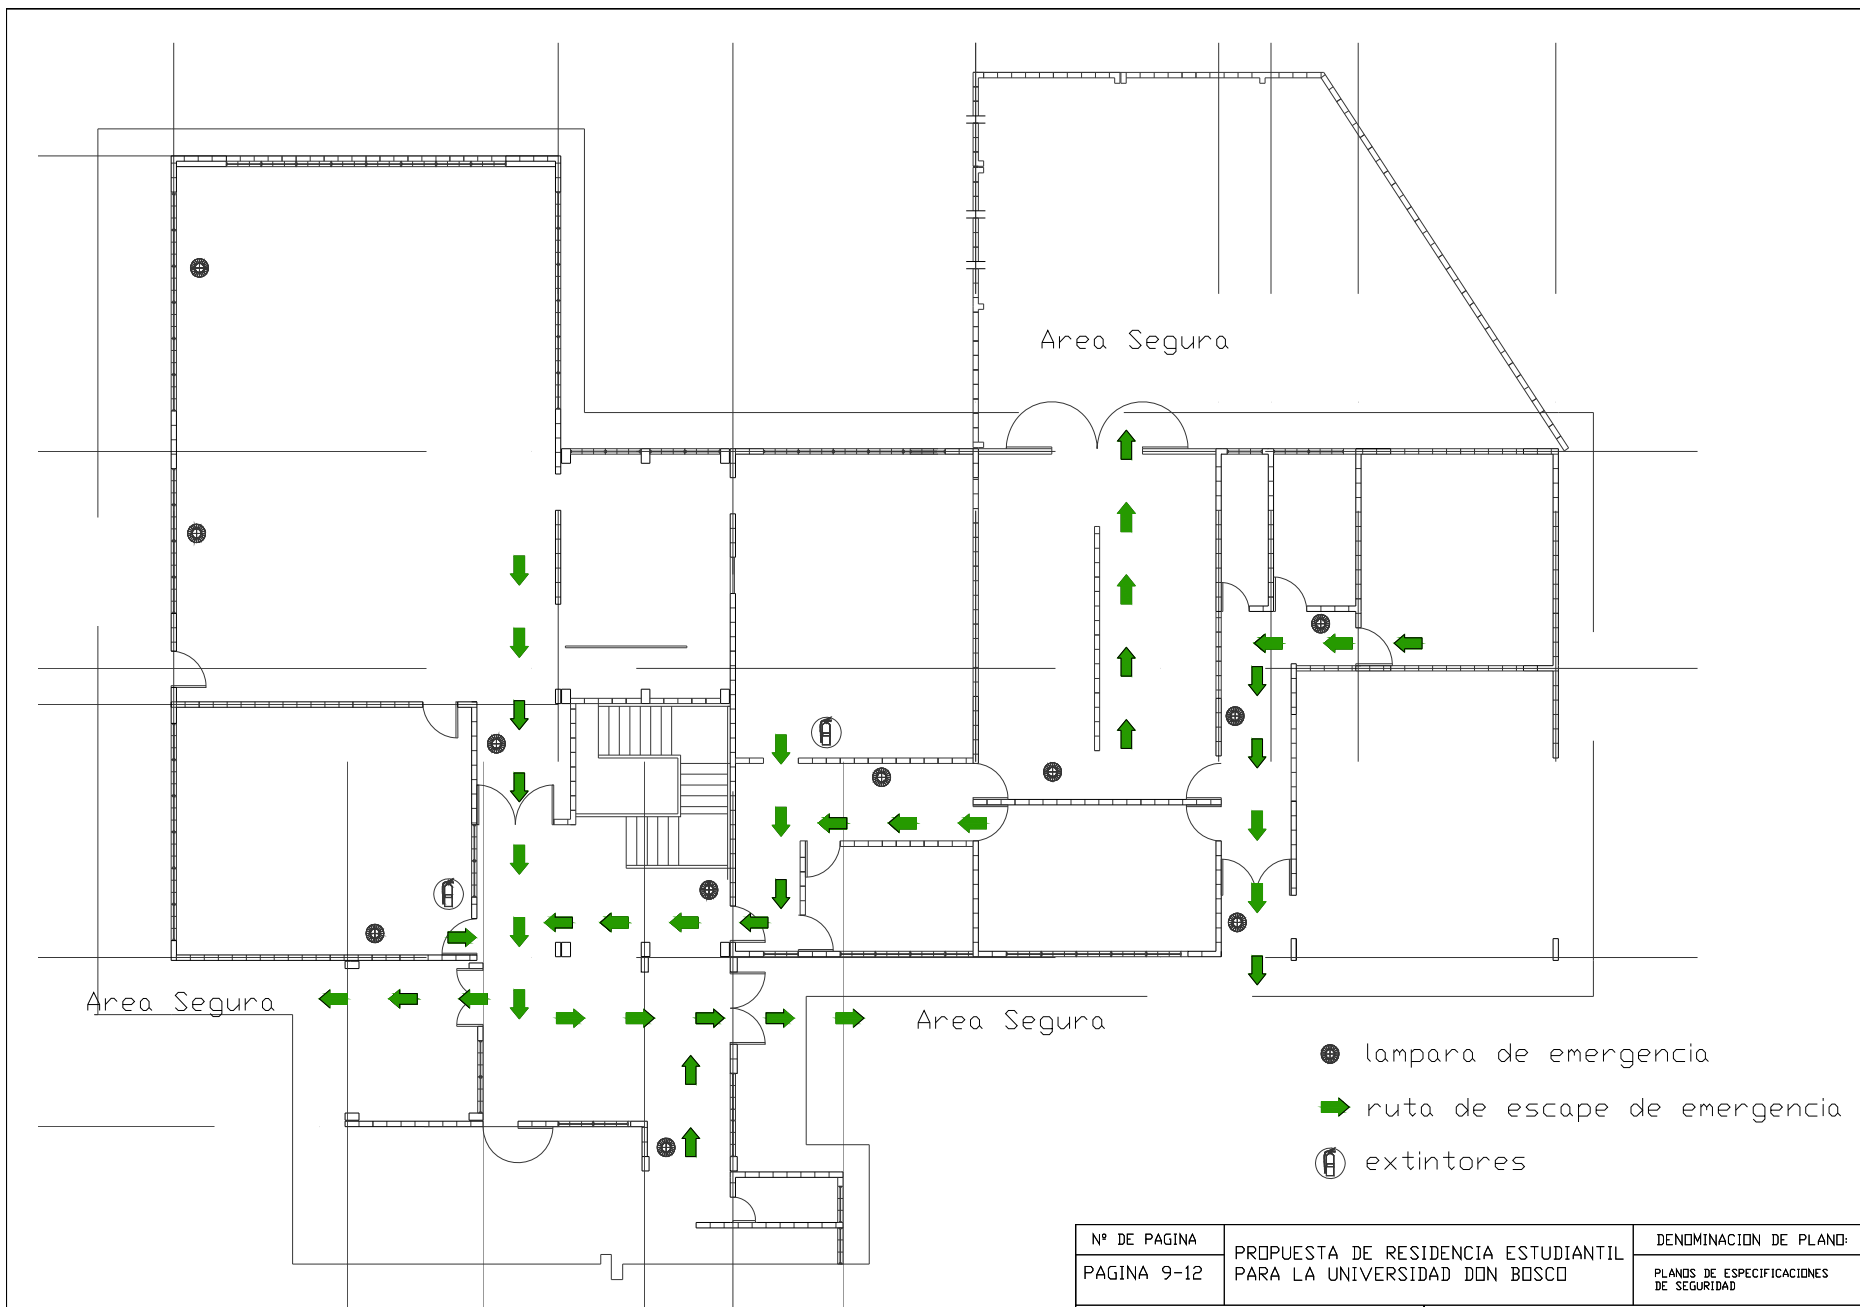 Area Segura
Area Segura
Area Segura
lampara de emergencia
ruta de escape de emergencia
extintores
Nº DE PAGINA
PAGINA 9-12
PROPUESTA DE RESIDENCIA ESTUDIANTIL
PARA LA UNIVERSIDAD DON BOSCO
DENOMINACION DE PLANO:
PLANOS DE ESPECIFICACIONES
DE SEGURIDAD